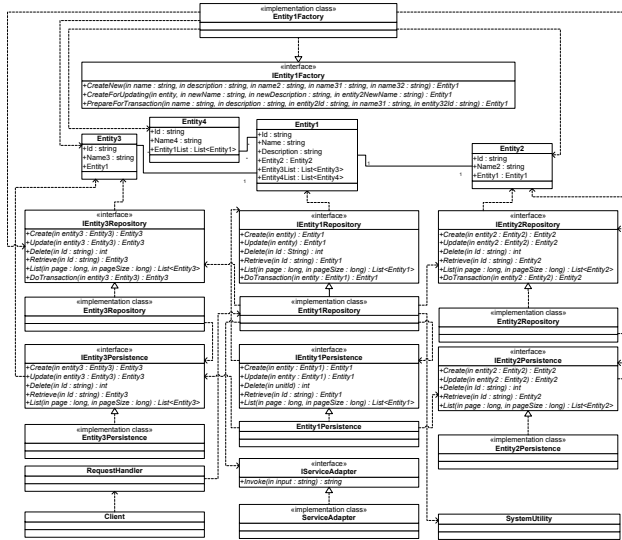 «implementation class»
Entity1Factory
«interface»
IEntity1Factory
+CreateNew(in name : string, in description : string, in name2 : string, in name31 : string, in name32 : string) : Entity1
+CreateForUpdating(in entity, in newName : string, in newDescription : string, in entity2NewName : string) : Entity1
+PrepareForTransaction(in name : string, in description : string, in entity2Id : string, in name31 : string, in entity32Id : string) : Entity1
Entity4
+Id : string
+Name4 : string
+Entity1List : List<Entity1>
Entity1
+Id : string
+Name : string
+Description : string
+Entity2 : Entity2
+Entity3List : List<Entity3>
+Entity4List : List<Entity4>
Entity3
+Id : string
+Name3 : string
+Entity1
Entity2
+Id : string
+Name2 : string
+Entity1 : Entity1
1
1
1
«interface»
IEntity3Repository
+Create(in entity3 : Entity3) : Entity3
+Update(in entity3 : Entity3) : Entity3
+Delete(in Id : string) : int
+Retrieve(in Id : string) : Entity3
+List(in page : long, in pageSize : long) : List<Entity3>
+DoTransaction(in entity3 : Entity3) : Entity3
«interface»
IEntity1Repository
+Create(in entity) : Entity1
+Update(in entity) : Entity1
+Delete(in Id: String) : int
+Retrieve(in Id: string) : Entity1
+List(in page : long, in pageSize : long) : List<Entity1>
+DoTransaction(in entity : Entity1) : Entity1
«interface»
IEntity2Repository
+Create(in entity2 : Entity2) : Entity2
+Update(in entity2 : Entity2) : Entity2
+Delete(in Id : string) : int
+Retrieve(in Id : string) : Entity2
+List(in page : long, in pageSize : long) : List<Entity2>
+DoTransaction(in entity2 : Entity2) : Entity2
«implementation class»
Entity3Repository
«implementation class»
Entity1Repository
«implementation class»
Entity2Repository
«interface»
IEntity3Persistence
+Create(in entity3 : Entity3) : Entity3
+Update(in entity3 : Entity3) : Entity3
+Delete(in Id : string) : int
+Retrieve(in Id : string) : Entity3
+List(in page : long, in pageSize : long) : List<Entity3>
«interface»
IEntity1Persistence
+Create(in entity : Entity1) : Entity1
+Update(in entity : Entity1) : Entity1
+Delete(in unitId) : int
+Retrieve(in Id : string) : Entity1
+List(in page : long, in pageSize : long) : List<Entity1>
«interface»
IEntity2Persistence
+Create(in entity2 : Entity2) : Entity2
+Update(in entity2 : Entity2) : Entity2
+Delete(in Id : string) : int
+Retrieve(in Id : string) : Entity2
+List(in page : long, in pageSize : long) : List<Entity2>
«implementation class»
Entity3Persistence
Entity1Persistence
«implementation class»
Entity2Persistence
RequestHandler
«interface»
IServiceAdapter
+Invoke(in input : string) : string
Client
«implementation class»
ServiceAdapter
SystemUtility